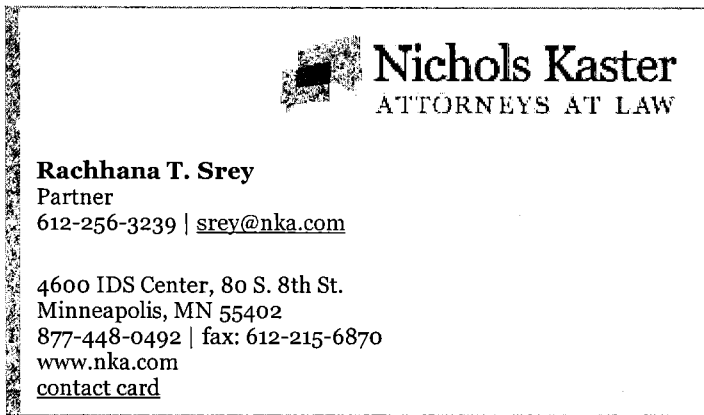 Nichols Kaster
ATTORNEYS AT LAW
Rachhana T. Srey
Partner
612-256-3239 | srey@nka.com
4600 IDS Center, 80 S. 8th St.
Minneapolis, MN 55402
877-448-0492 | fax: 612-215-6870
www.nka.com
contact card